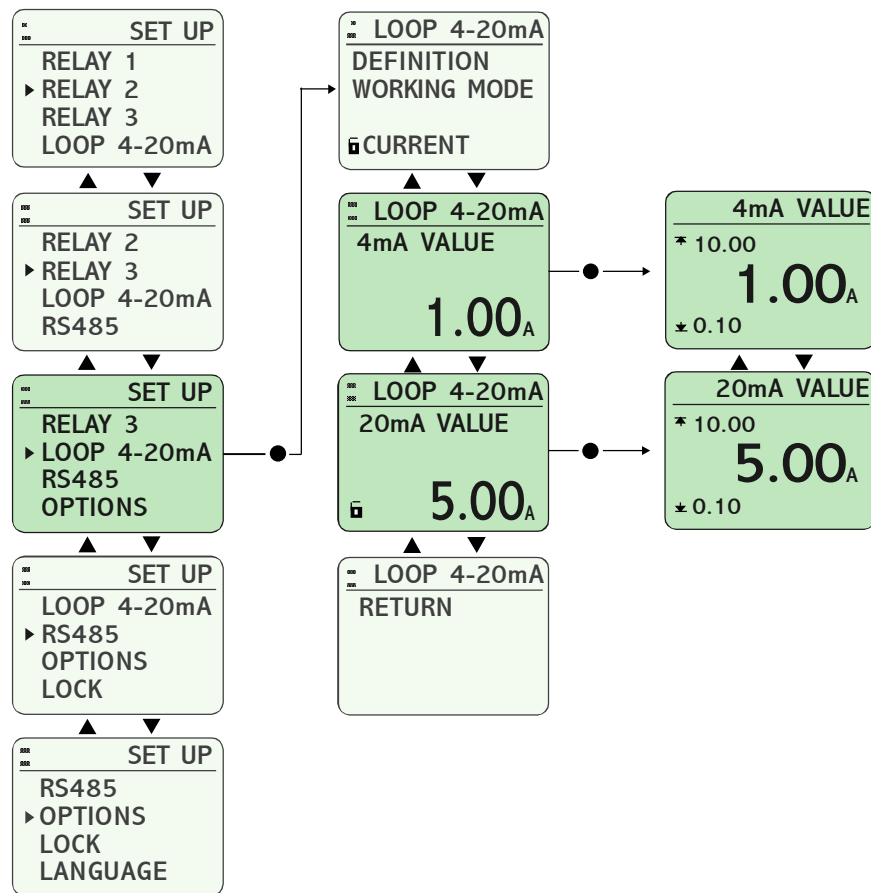 SET UP
RELAY 1
RELAY 2
RELAY 3
LOOP 4-20mA
SET UP
RELAY 2
RELAY 3
LOOP 4-20mA
RS485
SET UP
RELAY 3
LOOP 4-20mA
RS485
OPTIONS
SET UP
LOOP 4-20mA
RS485
OPTIONS
LOCK
SET UP
RS485
OPTIONS
LOCK
LANGUAGE
LOOP 4-20mA
DEFINITION
WORKING MODE
CURRENT
LOOP 4-20mA
4mA VALUE
1.00A
LOOP 4-20mA
20mA VALUE
5.00A
LOOP 4-20mA
RETURN
4mA VALUE
10.00
1.00A
0.10
20mA VALUE
10.00
5.00A
0.10